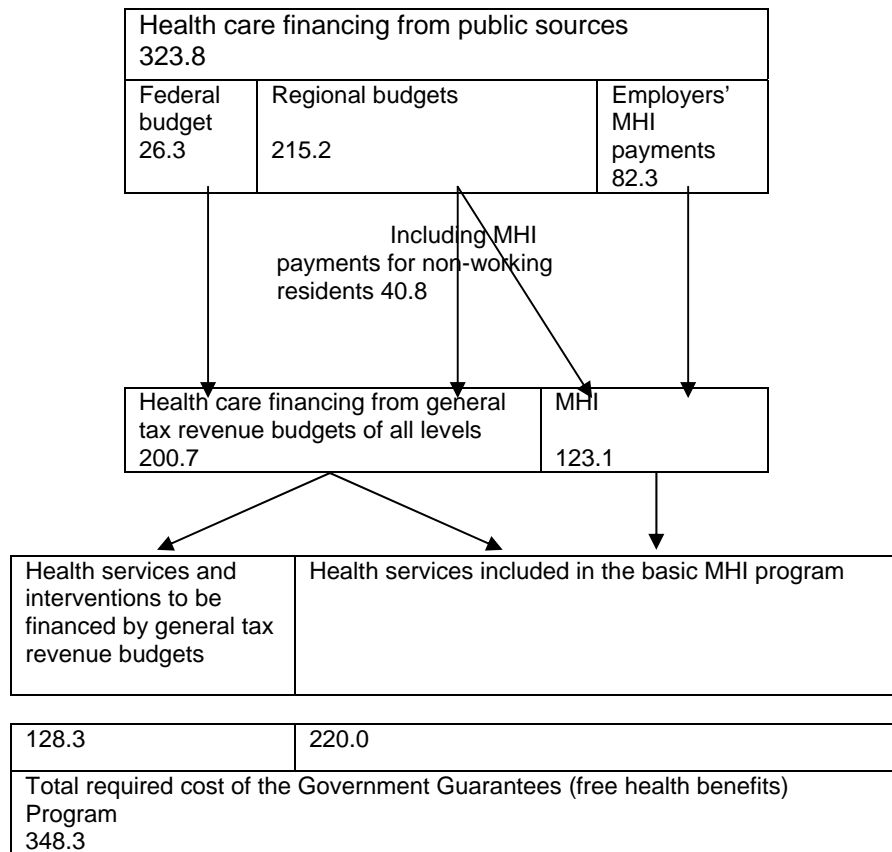 Health care financing from public sources
323.8
Federal
budget
26.3
Regional budgets
215.2
Employers’
MHI
payments
82.3
Including MHI
payments for non-working
residents 40.8
Health care financing from general
tax revenue budgets of all levels
200.7
MHI
123.1
Health services and
interventions to be
financed by general tax
revenue budgets
Health services included in the basic MHI program
128.3
220.0
Total required cost of the Government Guarantees (free health benefits)
Program
348.3